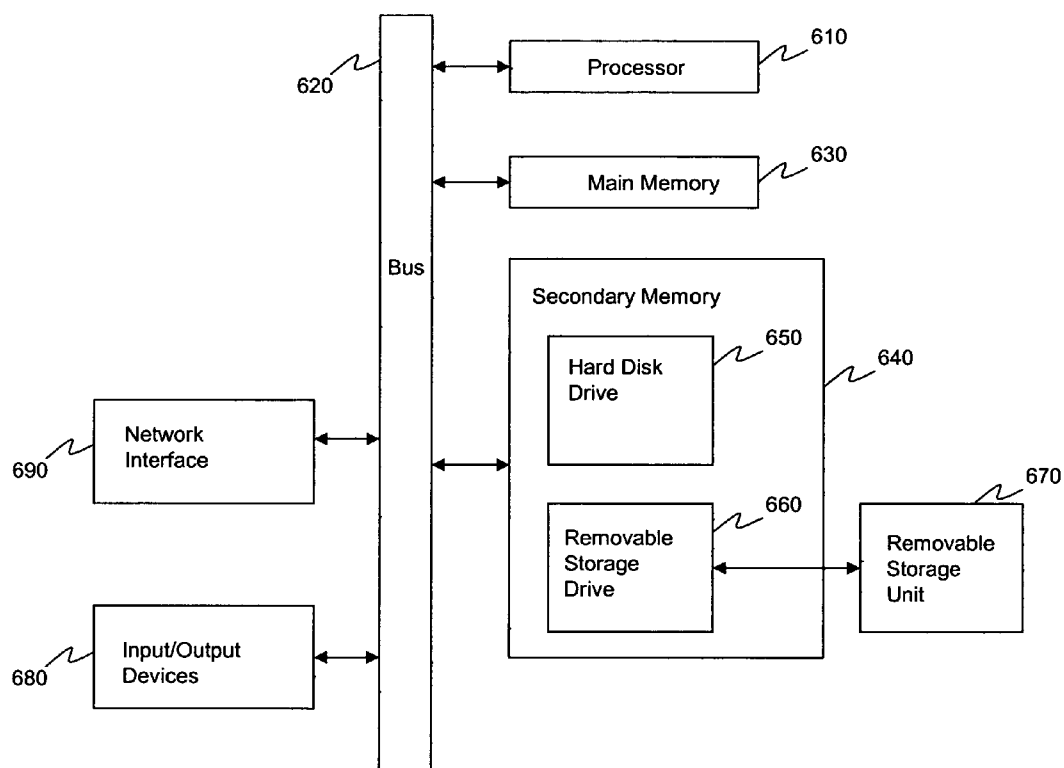 610
Processor
620
630
Main Memory
Bus
Secondary Memory
650
Hard Disk
Drive
640
Network
Interface
690
660
Removable
Storage
Drive
670
Removable
Storage
Unit
Input/Output
Devices
680